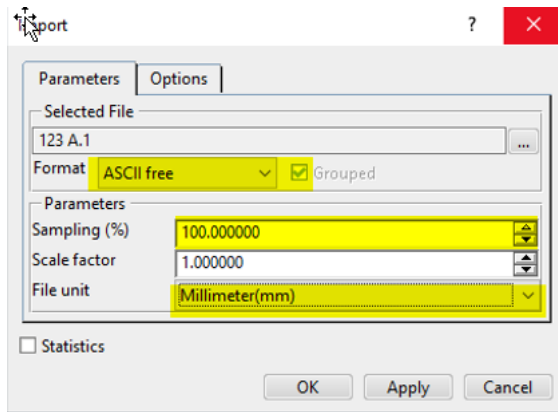 ? ×
Parameters Options
Selected File
123 A.1 ...
Format ASCII free Grouped
Parameters
Sampling (%) 100.000000
Scale factor 1.000000
File unit Millimeter(mm)
Statistics
OK Apply Cancel